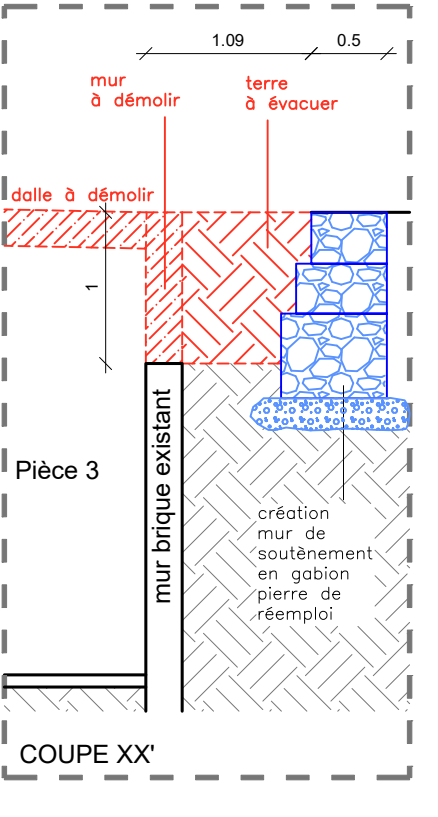 1.09
0.5
mur
à démolir
terre
à évacuer
dalle à démolir
1
Pièce 3
mur brique existant
création
mur de
soutènement
en gabion
pierre de
réemploi
COUPE XX'